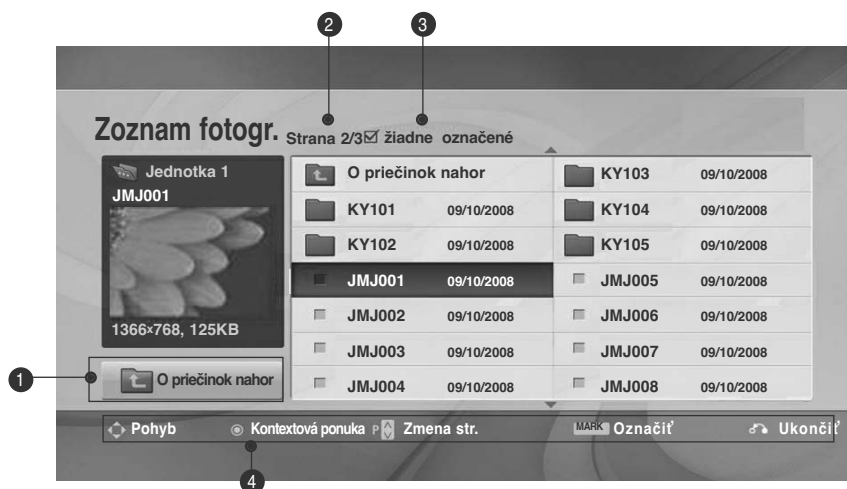 2 3
Zoznam fotogr. Strana 2/3 ☑ žiadne označené
Jednotka 1
JMJ001
1366x768, 125KB
1 O priečinok nahor
O priečinok nahor
KY101 09/10/2008
KY102 09/10/2008
JMJ001 09/10/2008
JMJ002 09/10/2008
JMJ003 09/10/2008
JMJ004 09/10/2008
KY103 09/10/2008
KY104 09/10/2008
KY105 09/10/2008
JMJ005 09/10/2008
JMJ006 09/10/2008
JMJ007 09/10/2008
JMJ008 09/10/2008
Pohyb Kontextová ponuka P Zmena str. MARK Označiť Ukončiť
4